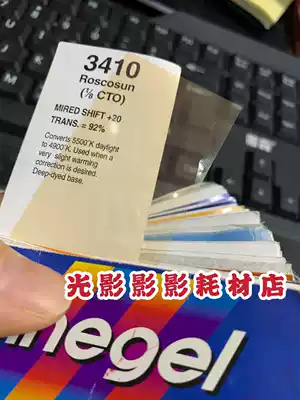 3410
Roscosun
(⅛ CTO)
MIRED SHIFT +20
TRANS. = 92%
Converts 5500°K daylight
to 4900°K. Used when a
very slight warming
correction is desired.
Deep-dyed base.
光影影影耗材店
inegel